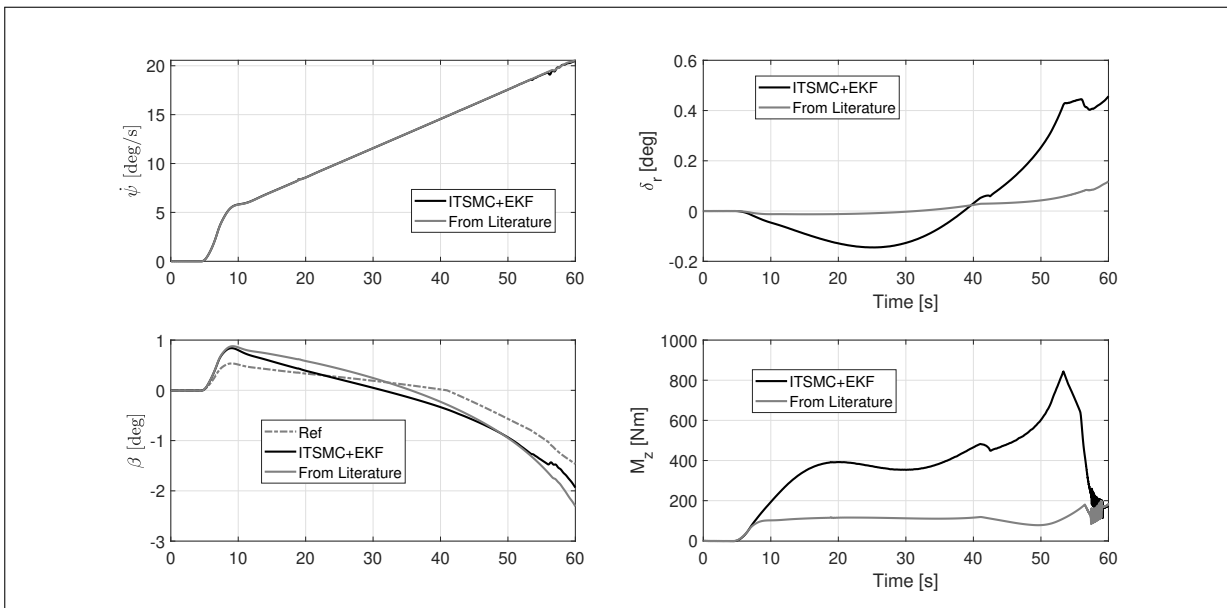 20
15
10
5
0
0 10 20 30 40 50 60
ψ̇ [deg/s]
ITSMC+EKF
From Literature
0.6
0.4
0.2
0
-0.2
0 10 20 30 40 50 60
δr [deg]
Time [s]
ITSMC+EKF
From Literature
1
0
-1
-2
-3
0 10 20 30 40 50 60
β [deg]
Ref
ITSMC+EKF
From Literature
1000
800
600
400
200
0
0 10 20 30 40 50 60
Mz [Nm]
Time [s]
ITSMC+EKF
From Literature